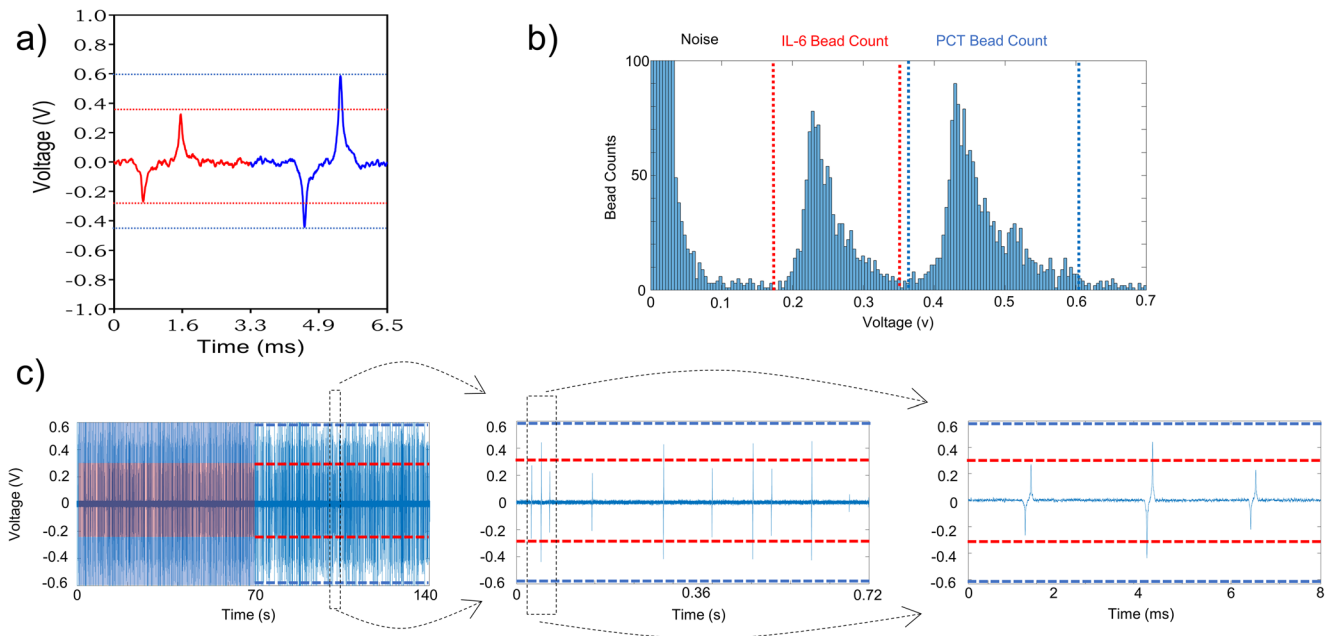 a)
1.0
0.8
0.6
0.4
0.2
0.0
-0.2
-0.4
-0.6
-0.8
-1.0
Voltage (V)
0 1.6 3.3 4.9 6.5
Time (ms)
b)
Noise IL-6 Bead Count PCT Bead Count
100
50
0
Bead Counts
0 0.1 0.2 0.3 0.4 0.5 0.6 0.7
Voltage (v)
c)
0.6
0.4
0.2
0
-0.2
-0.4
-0.6
Voltage (V)
0 70 140
Time (s)
0.6
0.4
0.2
0
-0.2
-0.4
-0.6
0 0.36 0.72
Time (s)
0.6
0.4
0.2
0
-0.2
-0.4
-0.6
0 2 4 6 8
Time (ms)